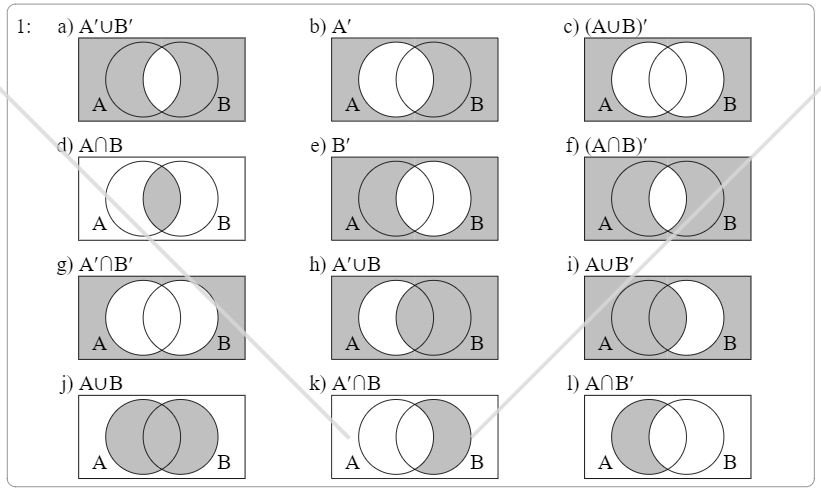 1: a) A′∪B′ b) A′ c) (A∪B)′
A B A B A B
d) A∩B e) B′ f) (A∩B)′
A B A B A B
g) A′∩B′ h) A′∪B i) A∪B′
A B A B A B
j) A∪B k) A′∩B l) A∩B′
A B A B A B